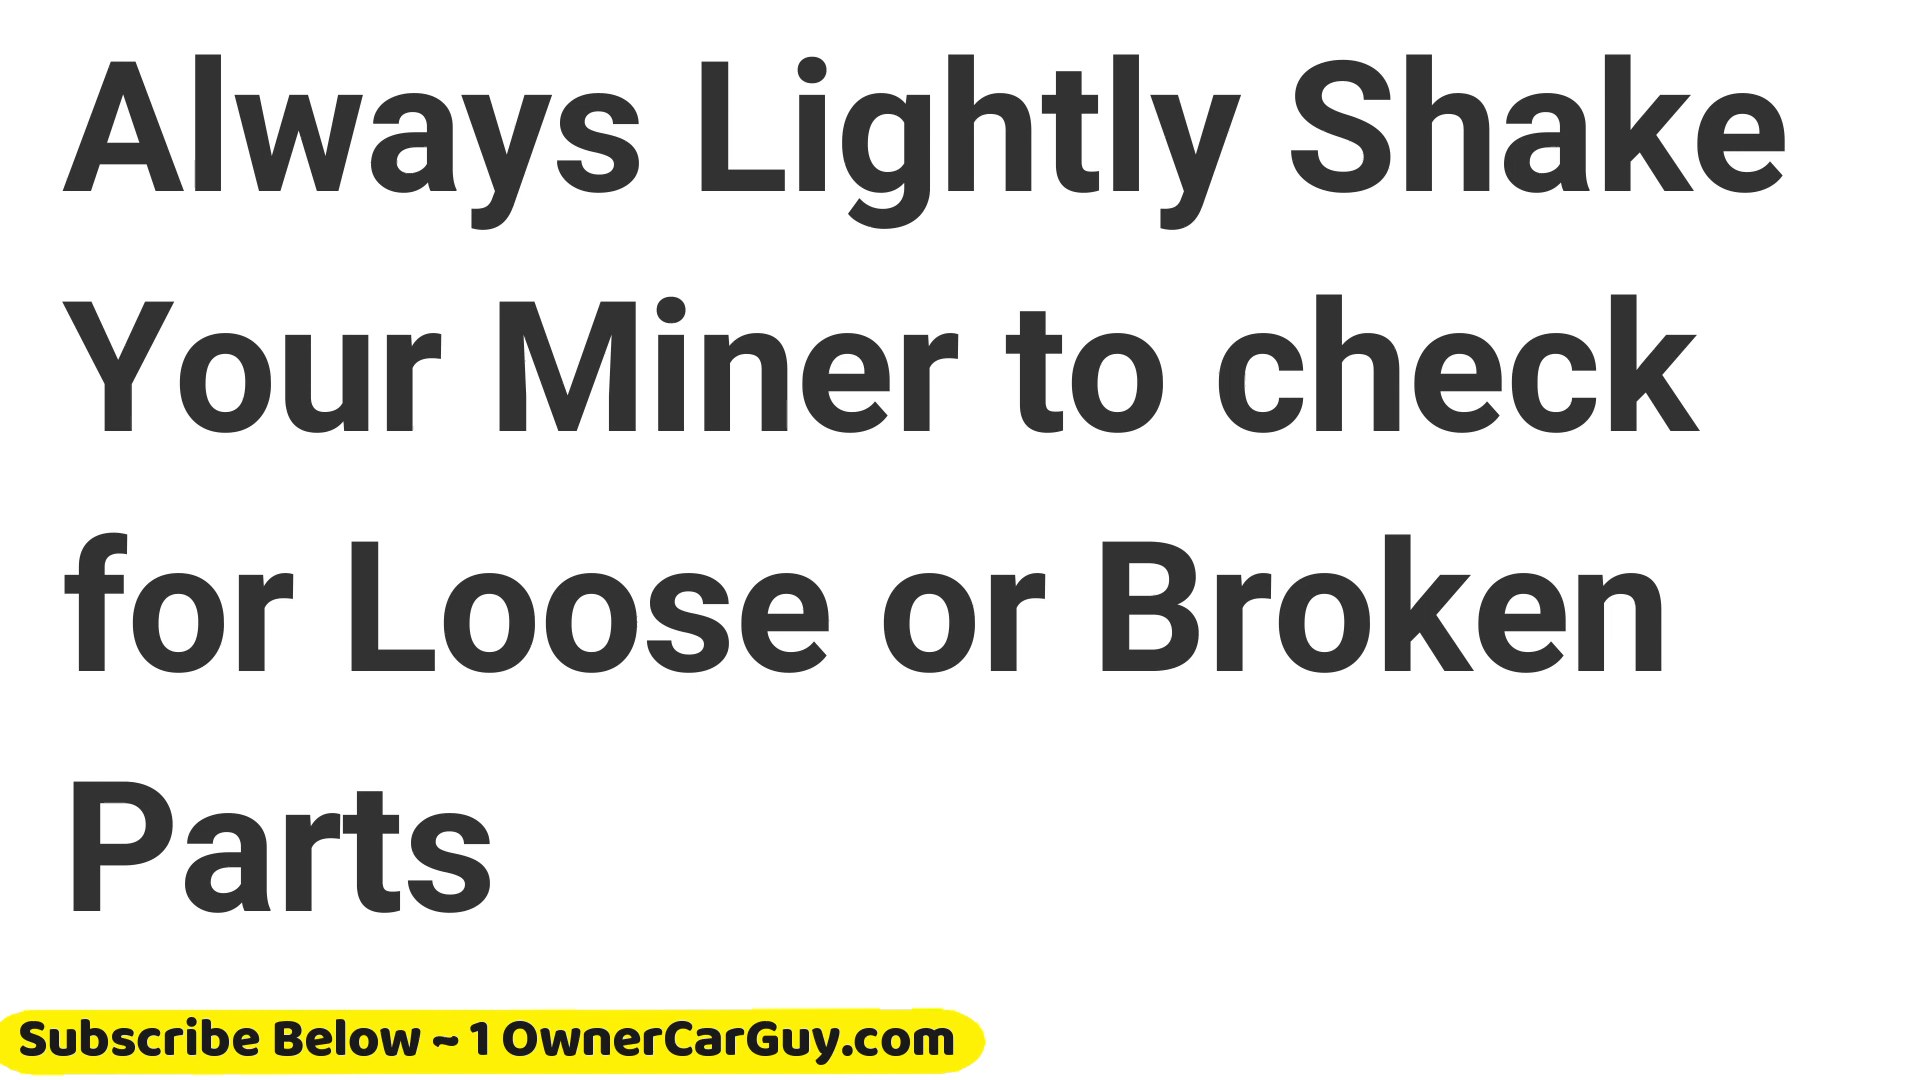 Always Lightly Shake
Your Miner to check
for Loose or Broken
Parts
Subscribe Below ~ 1 OwnerCarGuy.com